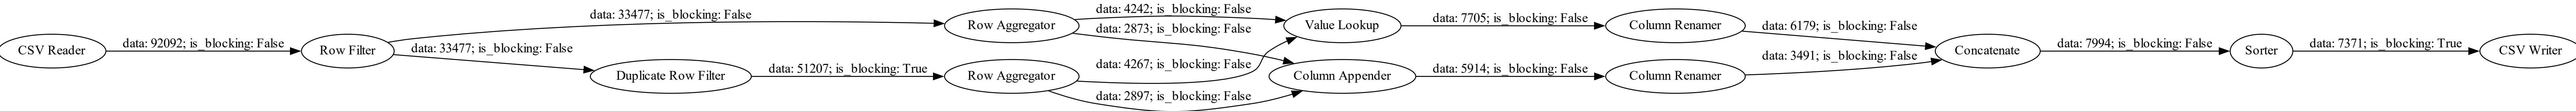 CSV Reader
data: 92092; is_blocking: False
Row Filter
data: 33477; is_blocking: False
data: 33477; is_blocking: False
Duplicate Row Filter
data: 51207; is_blocking: True
Row Aggregator
Row Aggregator
data: 4242; is_blocking: False
data: 2873; is_blocking: False
data: 4267; is_blocking: False
data: 2897; is_blocking: False
Value Lookup
Column Appender
data: 7705; is_blocking: False
data: 5914; is_blocking: False
Column Renamer
Column Renamer
data: 6179; is_blocking: False
data: 3491; is_blocking: False
Concatenate
data: 7994; is_blocking: False
Sorter
data: 7371; is_blocking: True
CSV Writer